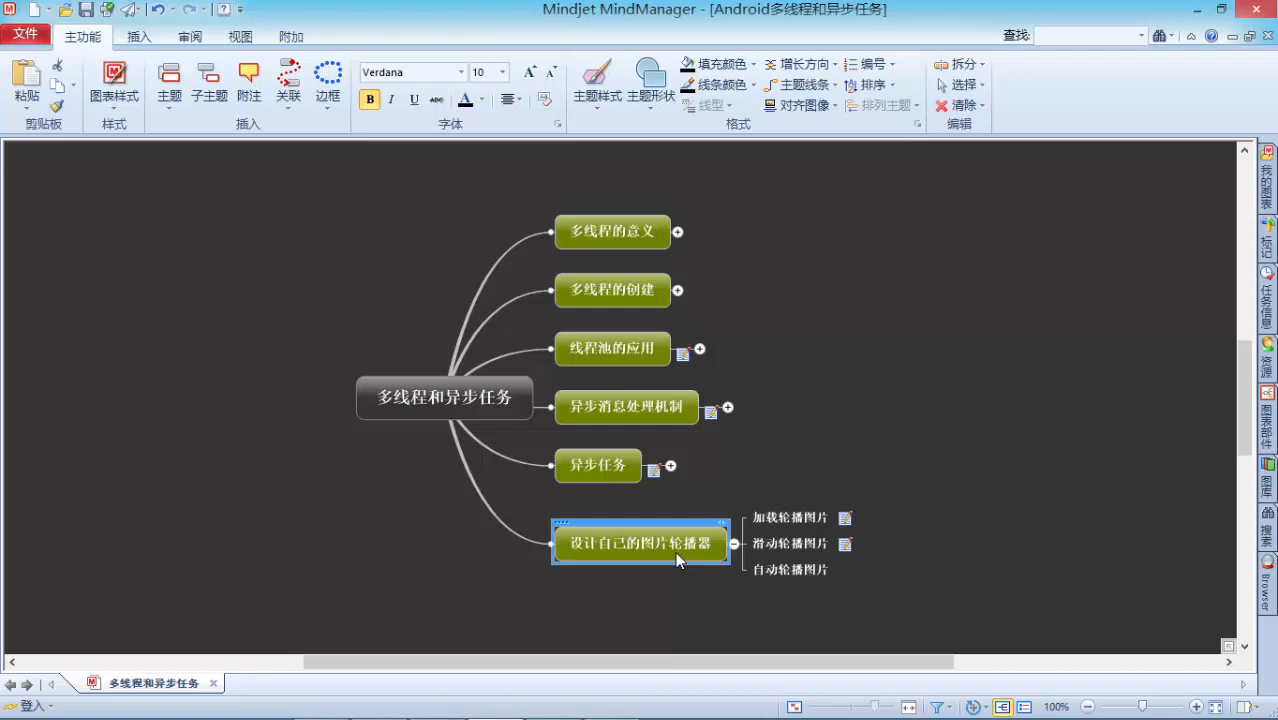 Mindjet MindManager - [Android多线程和异步任务]
文件
主功能
插入
审阅
视图
附加
查找:
粘贴
剪贴板
图表样式
样式
主题
子主题
附注
关联
边框
插入
Verdana
10
B I U ABC A
字体
主题样式
主题形状
填充颜色
增长方向
编号
线条颜色
主题线条
排序
线型
对齐图像
排列主题
格式
拆分
选择
清除
编辑
多线程的意义
多线程的创建
线程池的应用
多线程和异步任务
异步消息处理机制
异步任务
设计自己的图片轮播器
加载轮播图片
滑动轮播图片
自动轮播图片
我的图表
标记
任务信息
资源
图表部件
图库
搜索
Browser
多线程和异步任务
登入
100%